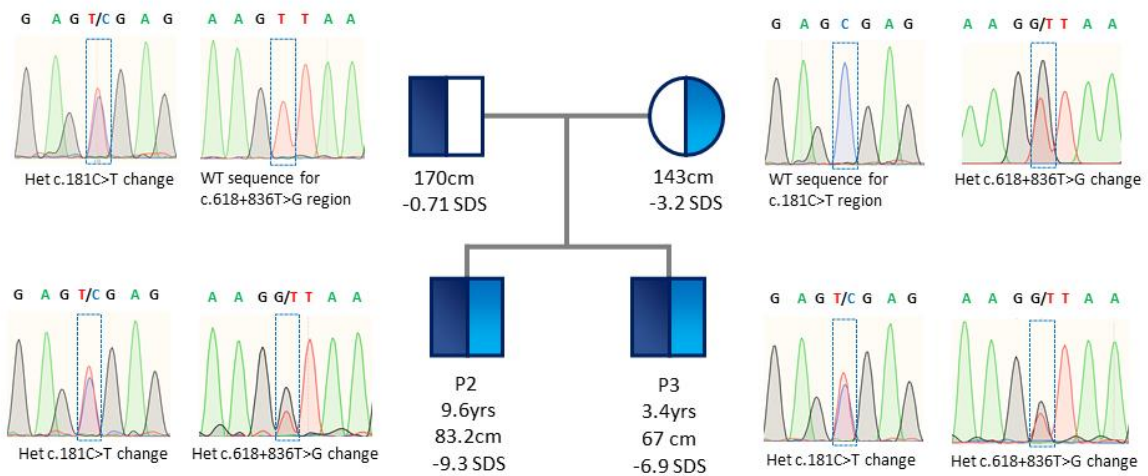 G A G T/C G A G
A A G T T A A
Het c.181C>T change
WT sequence for
c.618+836T>G region
170cm
-0.71 SDS
143cm
-3.2 SDS
G A G C G A G
A A G G/T T A A
WT sequence for
c.181C>T region
Het c.618+836T>G change
G A G T/C G A G
A A G G/T T A A
Het c.181C>T change
Het c.618+836T>G change
P2
9.6yrs
83.2cm
-9.3 SDS
P3
3.4yrs
67 cm
-6.9 SDS
G A G T/C G A G
A A G G/T T A A
Het c.181C>T change
Het c.618+836T>G change